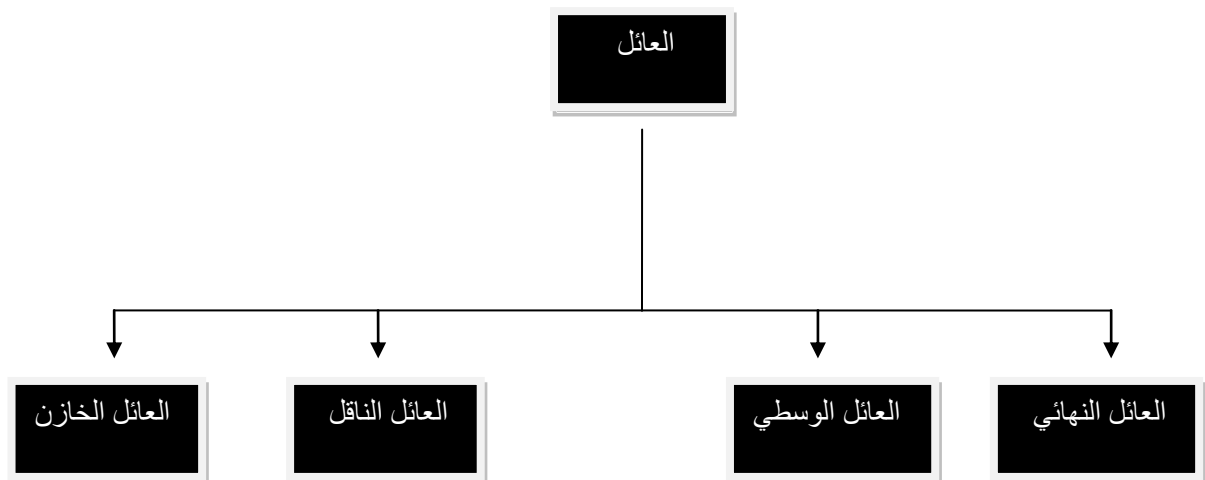 العائل
العائل النهائي
العائل الوسطي
العائل الناقل
العائل الخازن